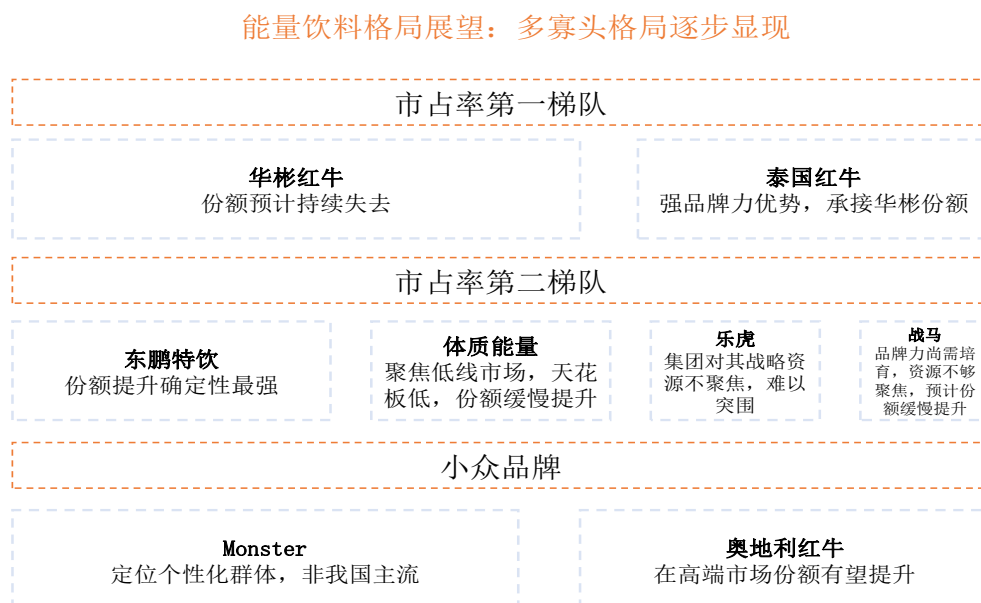 能量饮料格局展望：多寡头格局逐步显现
市占率第一梯队
华彬红牛
份额预计持续失去
泰国红牛
强品牌力优势，承接华彬份额
市占率第二梯队
东鹏特饮
份额提升确定性最强
体质能量
聚焦低线市场，天花
板低，份额缓慢提升
乐虎
集团对其战略资
源不聚焦，难以
突围
战马
品牌力尚需培
育，资源不够
聚焦，预计份
额缓慢提升
小众品牌
Monster
定位个性化群体，非我国主流
奥地利红牛
在高端市场份额有望提升